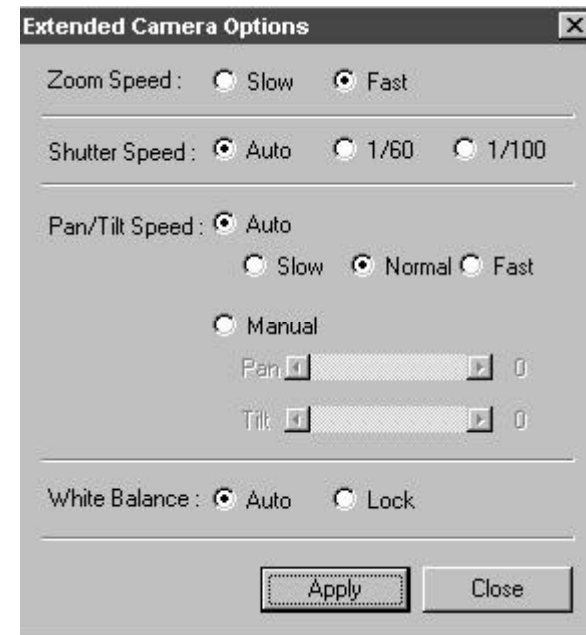 Extended Camera Options
Zoom Speed : Slow Fast
Shutter Speed : Auto 1/60 1/100
Pan/Tilt Speed : Auto
Slow Normal Fast
Manual
Pan 0
Tilt 0
White Balance : Auto Lock
Apply Close